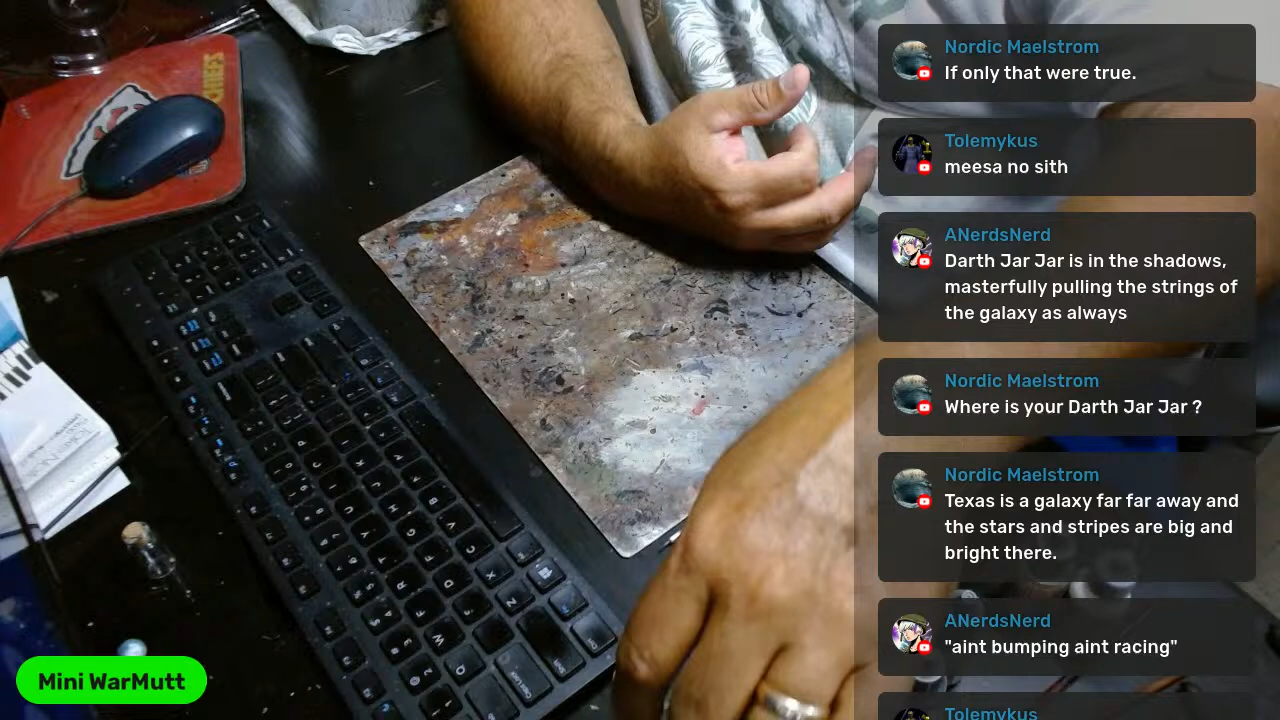 Nordic Maelstrom
If only that were true.
Tolemykus
meesa no sith
ANerdsNerd
Darth Jar Jar is in the shadows,
masterfully pulling the strings of
the galaxy as always
Nordic Maelstrom
Where is your Darth Jar Jar ?
Nordic Maelstrom
Texas is a galaxy far far away and
the stars and stripes are big and
bright there.
ANerdsNerd
"aint bumping aint racing"
Tolemykus
Mini WarMutt